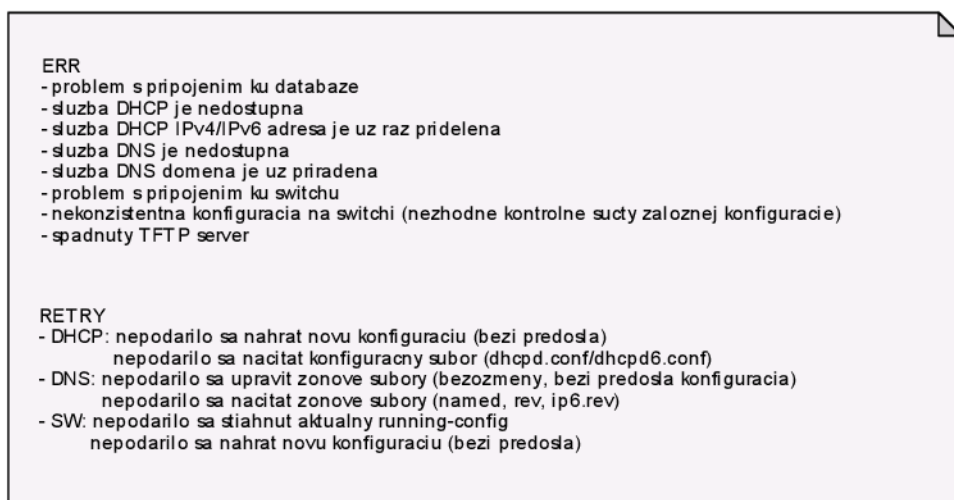 ERR
- problem s pripojenim ku databaze
- sluzba DHCP je nedostupna
- sluzba DHCP IPv4/IPv6 adresa je uz raz pridelena
- sluzba DNS je nedostupna
- sluzba DNS domena je uz priradena
- problem s pripojenim ku switchu
- nekonzistentna konfiguracia na switchi (nezhodne kontrolne sucty zaloznej konfiguracie)
- spadnuty TFTP server
RETRY
- DHCP: nepodarilo sa nahrat novu konfiguraciu (bezi predosla)
nepodarilo sa nacitat konfiguracny subor (dhcpd.conf/dhcpd6.conf)
- DNS: nepodarilo sa upravit zonove subory (bezozmeny, bezi predosla konfiguracia)
nepodarilo sa nacitat zonove subory (named, rev, ip6.rev)
- SW: nepodarilo sa stiahnut aktualny running-config
nepodarilo sa nahrat novu konfiguraciu (bezi predosla)